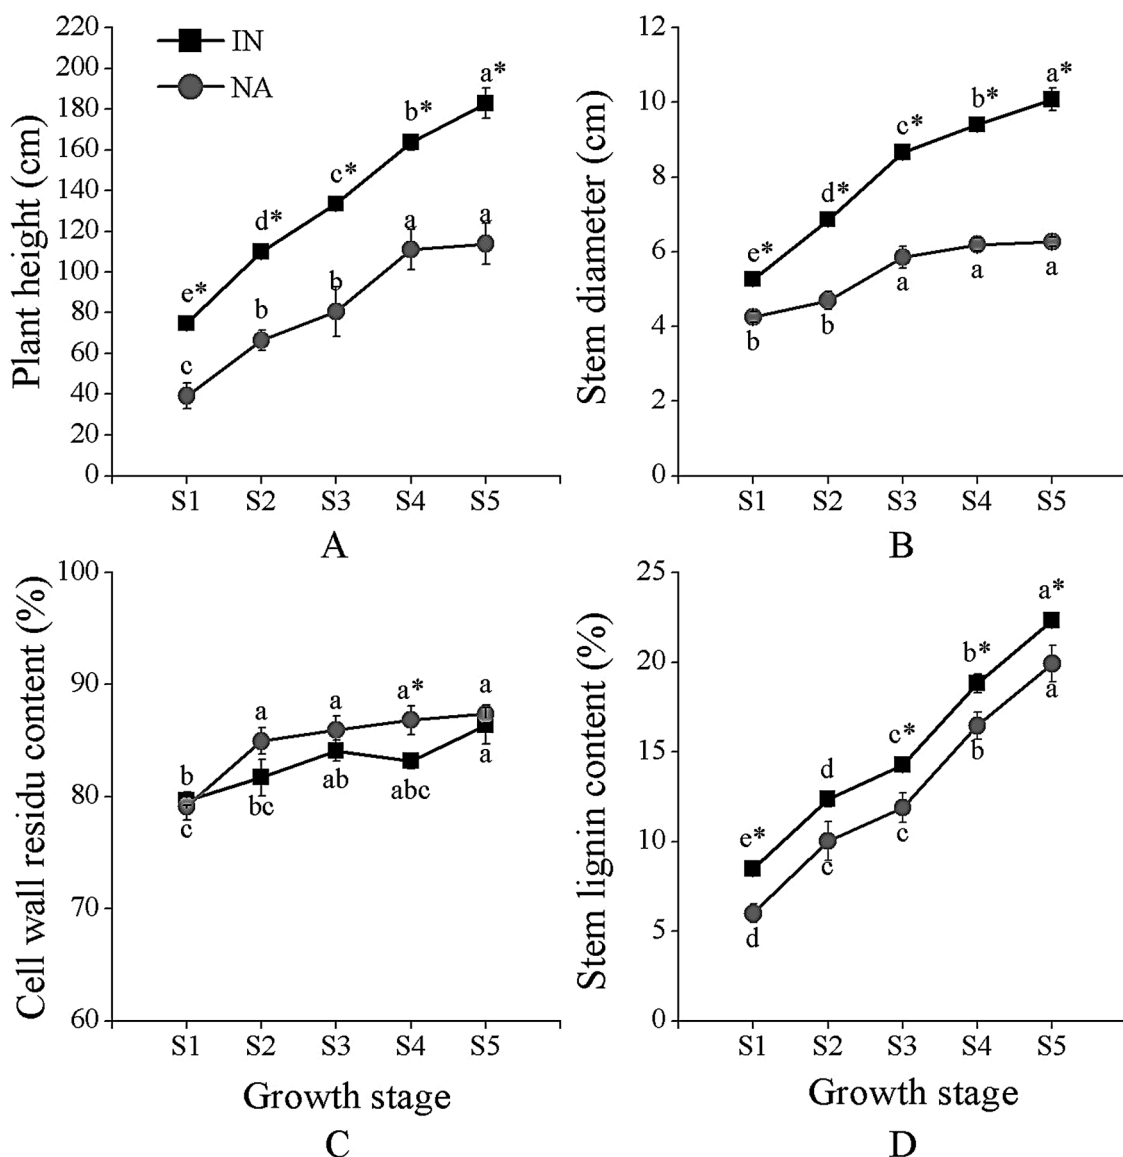 IN
NA
Plant height (cm)
220
200
180
160
140
120
100
80
60
40
20
0
e*
d*
c*
b*
a*
c
b
b
a
a
S1 S2 S3 S4 S5
A
Stem diameter (cm)
12
10
8
6
4
2
0
e*
d*
c*
b*
a*
b
b
a
a
a
S1 S2 S3 S4 S5
B
Cell wall residu content (%)
100
90
80
70
60
b
a
a
a*
a
c
bc
ab
abc
a
S1 S2 S3 S4 S5
Growth stage
C
Stem lignin content (%)
25
20
15
10
5
0
e*
d
c*
b*
a*
d
c
c
b
a
S1 S2 S3 S4 S5
Growth stage
D